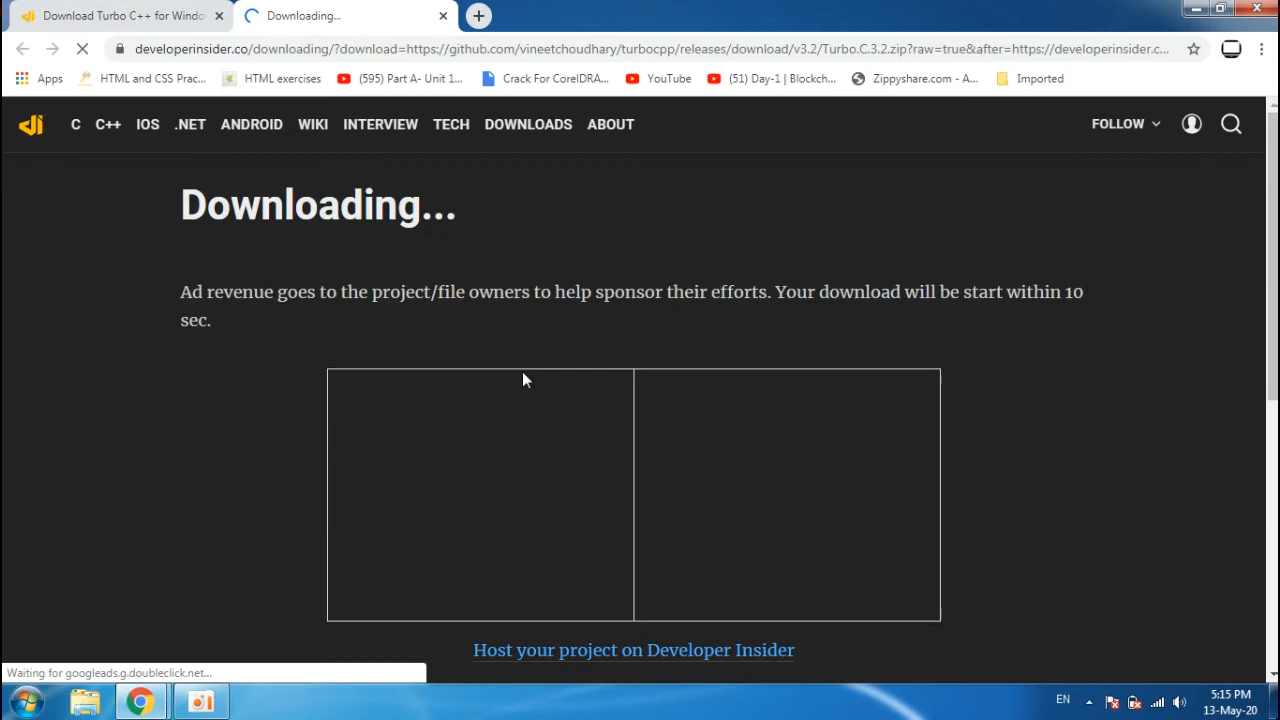 Download Turbo C++ for Windo
Downloading...
developerinsider.co/downloading/?download=https://github.com/vineetchoudhary/turbocpp/releases/download/v3.2/Turbo.C.3.2.zip?raw=true&after=https://developerinsider.c...
Apps HTML and CSS Prac... HTML exercises (595) Part A- Unit 1... Crack For CorelDRA... YouTube (51) Day-1 | Blockch... Zippyshare.com - A... Imported
C C++ IOS .NET ANDROID WIKI INTERVIEW TECH DOWNLOADS ABOUT FOLLOW
Downloading...
Ad revenue goes to the project/file owners to help sponsor their efforts. Your download will be start within 10
sec.
Host your project on Developer Insider
Waiting for googleads.g.doubleclick.net...
EN
5:15 PM
13-May-20